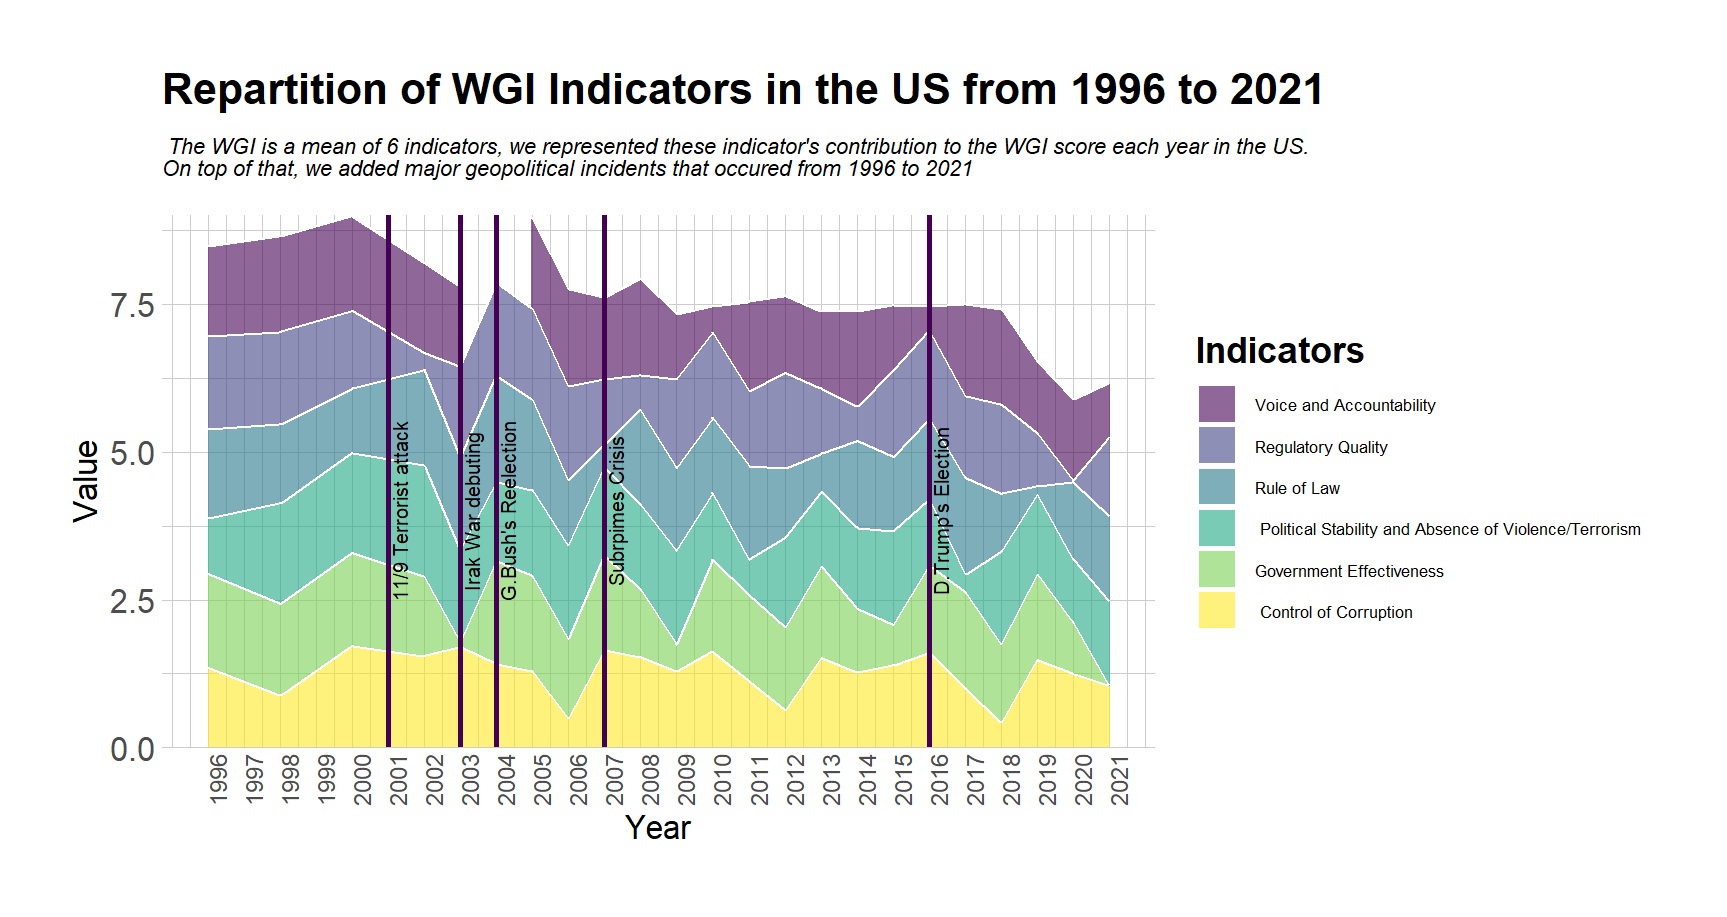 Repartition of WGI Indicators in the US from 1996 to 2021
The WGI is a mean of 6 indicators, we represented these indicator's contribution to the WGI score each year in the US.
On top of that, we added major geopolitical incidents that occured from 1996 to 2021
Value
7.5
5.0
2.5
0.0
11/9 Terrorist attack
Irak War debuting
G.Bush's Reelection
Subrpimes Crisis
D.Trump's Election
1996
1997
1998
1999
2000
2001
2002
2003
2004
2005
2006
2007
2008
2009
2010
2011
2012
2013
2014
2015
2016
2017
2018
2019
2020
2021
Year
Indicators
Voice and Accountability
Regulatory Quality
Rule of Law
Political Stability and Absence of Violence/Terrorism
Government Effectiveness
Control of Corruption